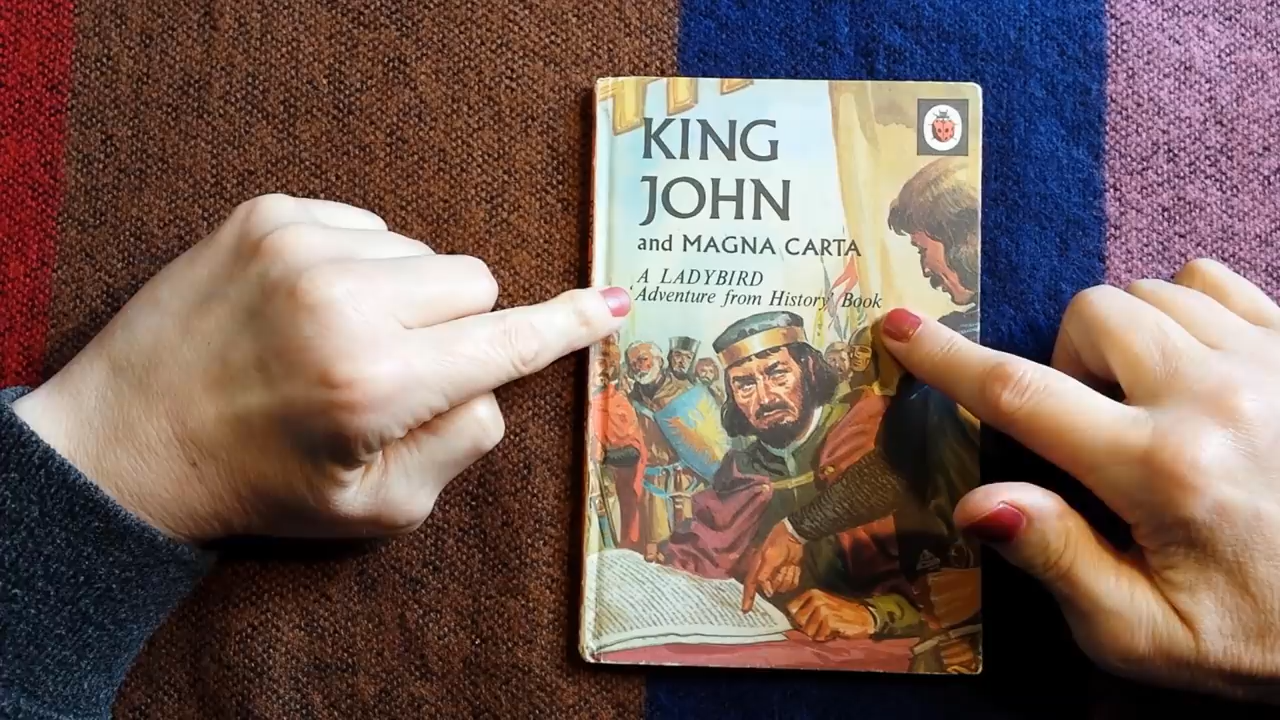 KING
JOHN
and MAGNA CARTA
A LADYBIRD
'Adventure from History' Book